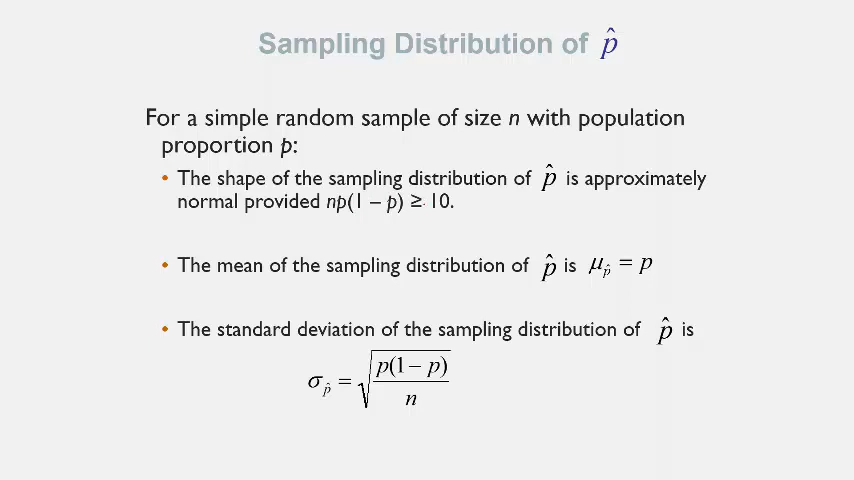 Sampling Distribution of p̂
For a simple random sample of size n with population
proportion p:
• The shape of the sampling distribution of p̂ is approximately
normal provided np(1 – p) ≥ 10.
• The mean of the sampling distribution of p̂ is μ_p̂ = p
• The standard deviation of the sampling distribution of p̂ is
σ_p̂ = √(p(1 − p)/n)